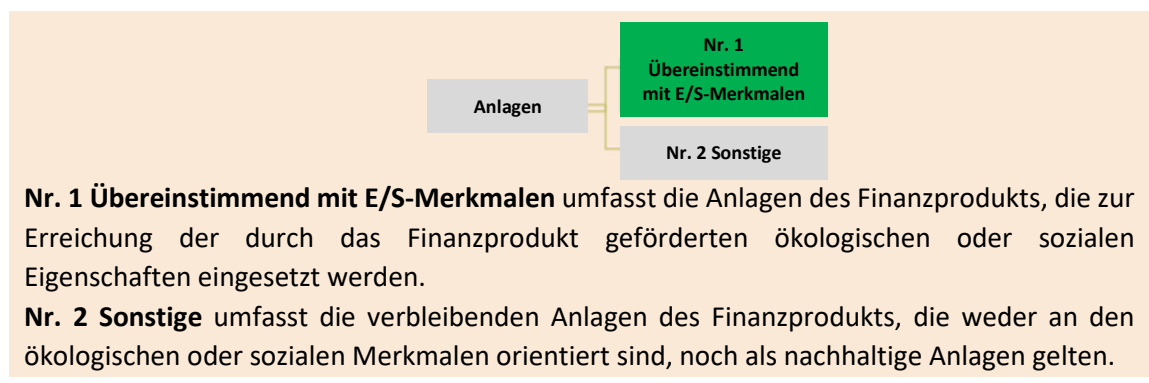 Nr. 1
Übereinstimmend
mit E/S-Merkmalen
Anlagen
Nr. 2 Sonstige
Nr. 1 Übereinstimmend mit E/S-Merkmalen umfasst die Anlagen des Finanzprodukts, die zur
Erreichung der durch das Finanzprodukt geförderten ökologischen oder sozialen
Eigenschaften eingesetzt werden.
Nr. 2 Sonstige umfasst die verbleibenden Anlagen des Finanzprodukts, die weder an den
ökologischen oder sozialen Merkmalen orientiert sind, noch als nachhaltige Anlagen gelten.